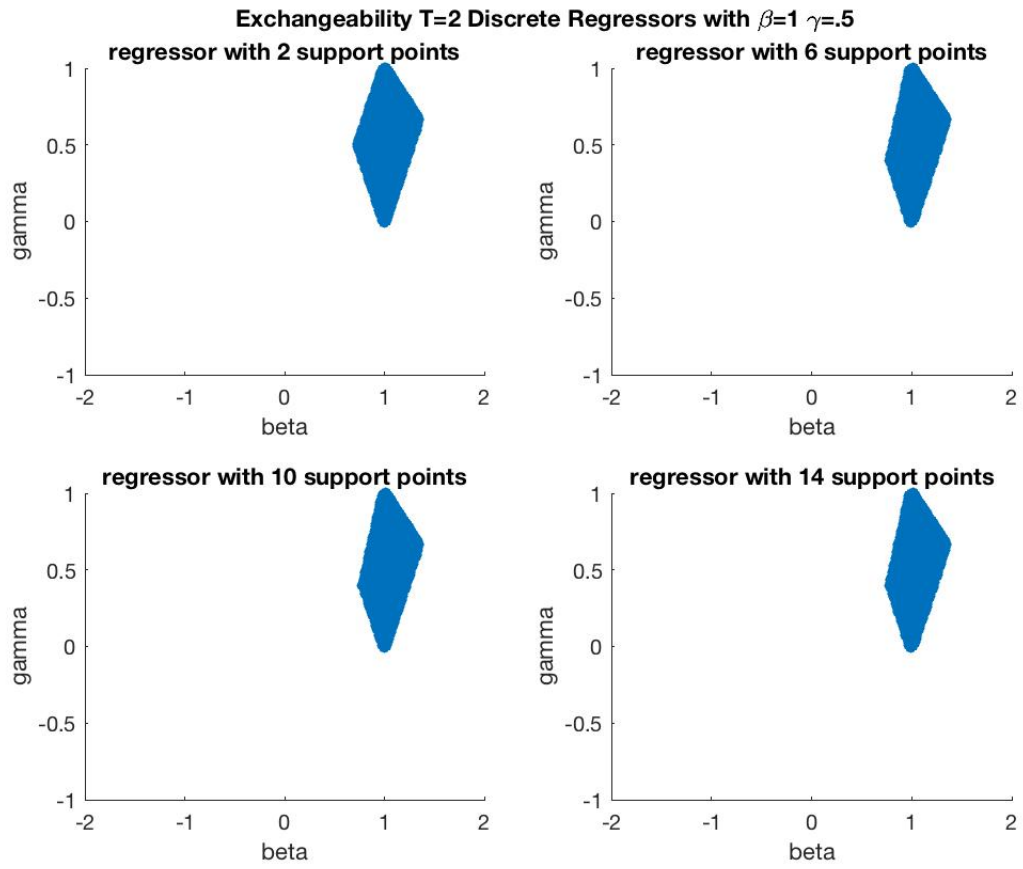 Exchangeability T=2 Discrete Regressors with β=1 γ=.5
regressor with 2 support points
1
0.5
0
-0.5
-1
gamma
-2 -1 0 1 2
beta
regressor with 6 support points
1
0.5
0
-0.5
-1
gamma
-2 -1 0 1 2
beta
regressor with 10 support points
1
0.5
0
-0.5
-1
gamma
-2 -1 0 1 2
beta
regressor with 14 support points
1
0.5
0
-0.5
-1
gamma
-2 -1 0 1 2
beta